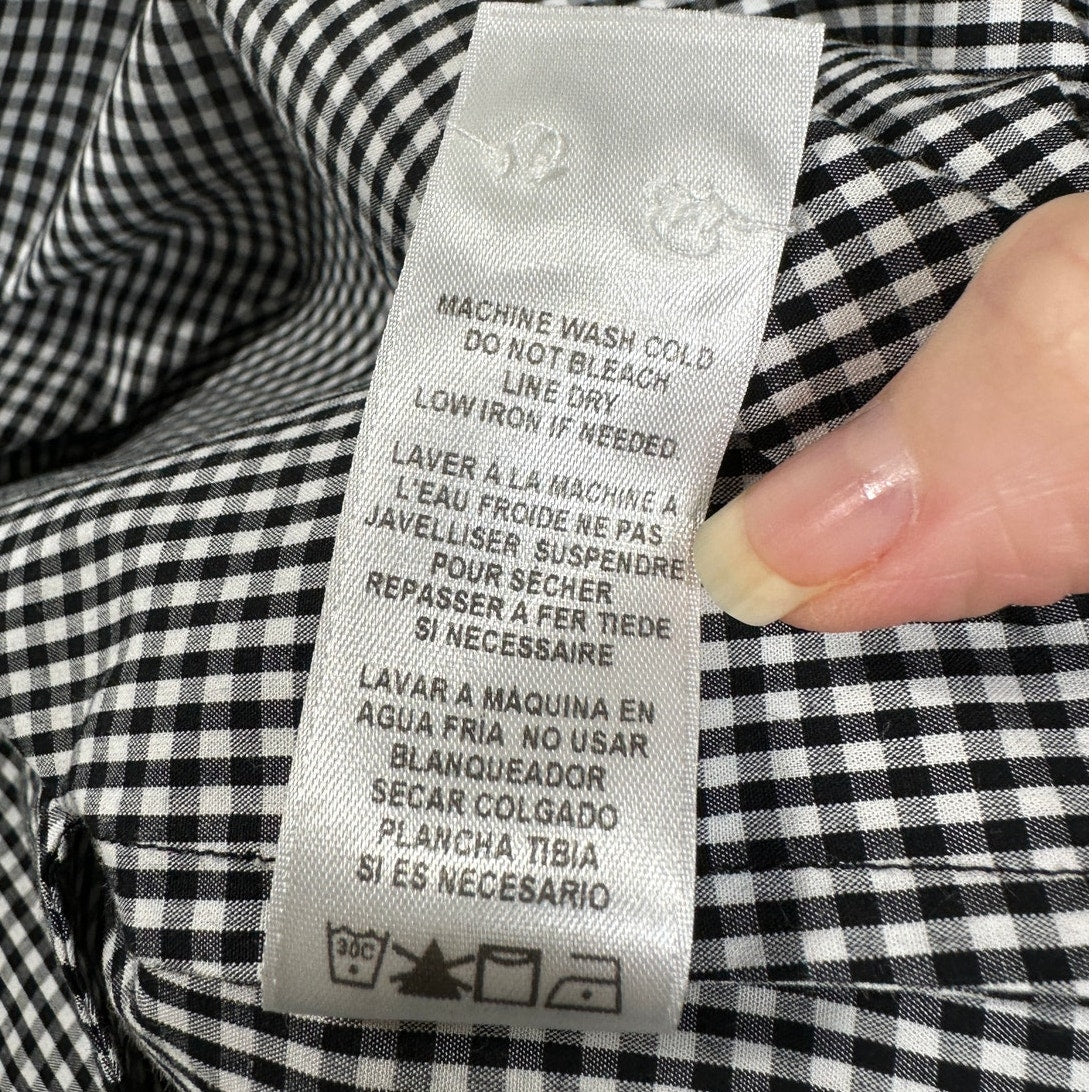 MACHINE WASH COLD
DO NOT BLEACH
LINE DRY
LOW IRON IF NEEDED
LAVER A LA MACHINE A
L'EAU FROIDE NE PAS
JAVELLISER SUSPENDRE
POUR SECHER
REPASSER A FER TIEDE
SI NECESSAIRE
LAVAR A MAQUINA EN
AGUA FRIA NO USAR
BLANQUEADOR
SECAR COLGADO
PLANCHA TIBIA
SI ES NECESARIO
30C